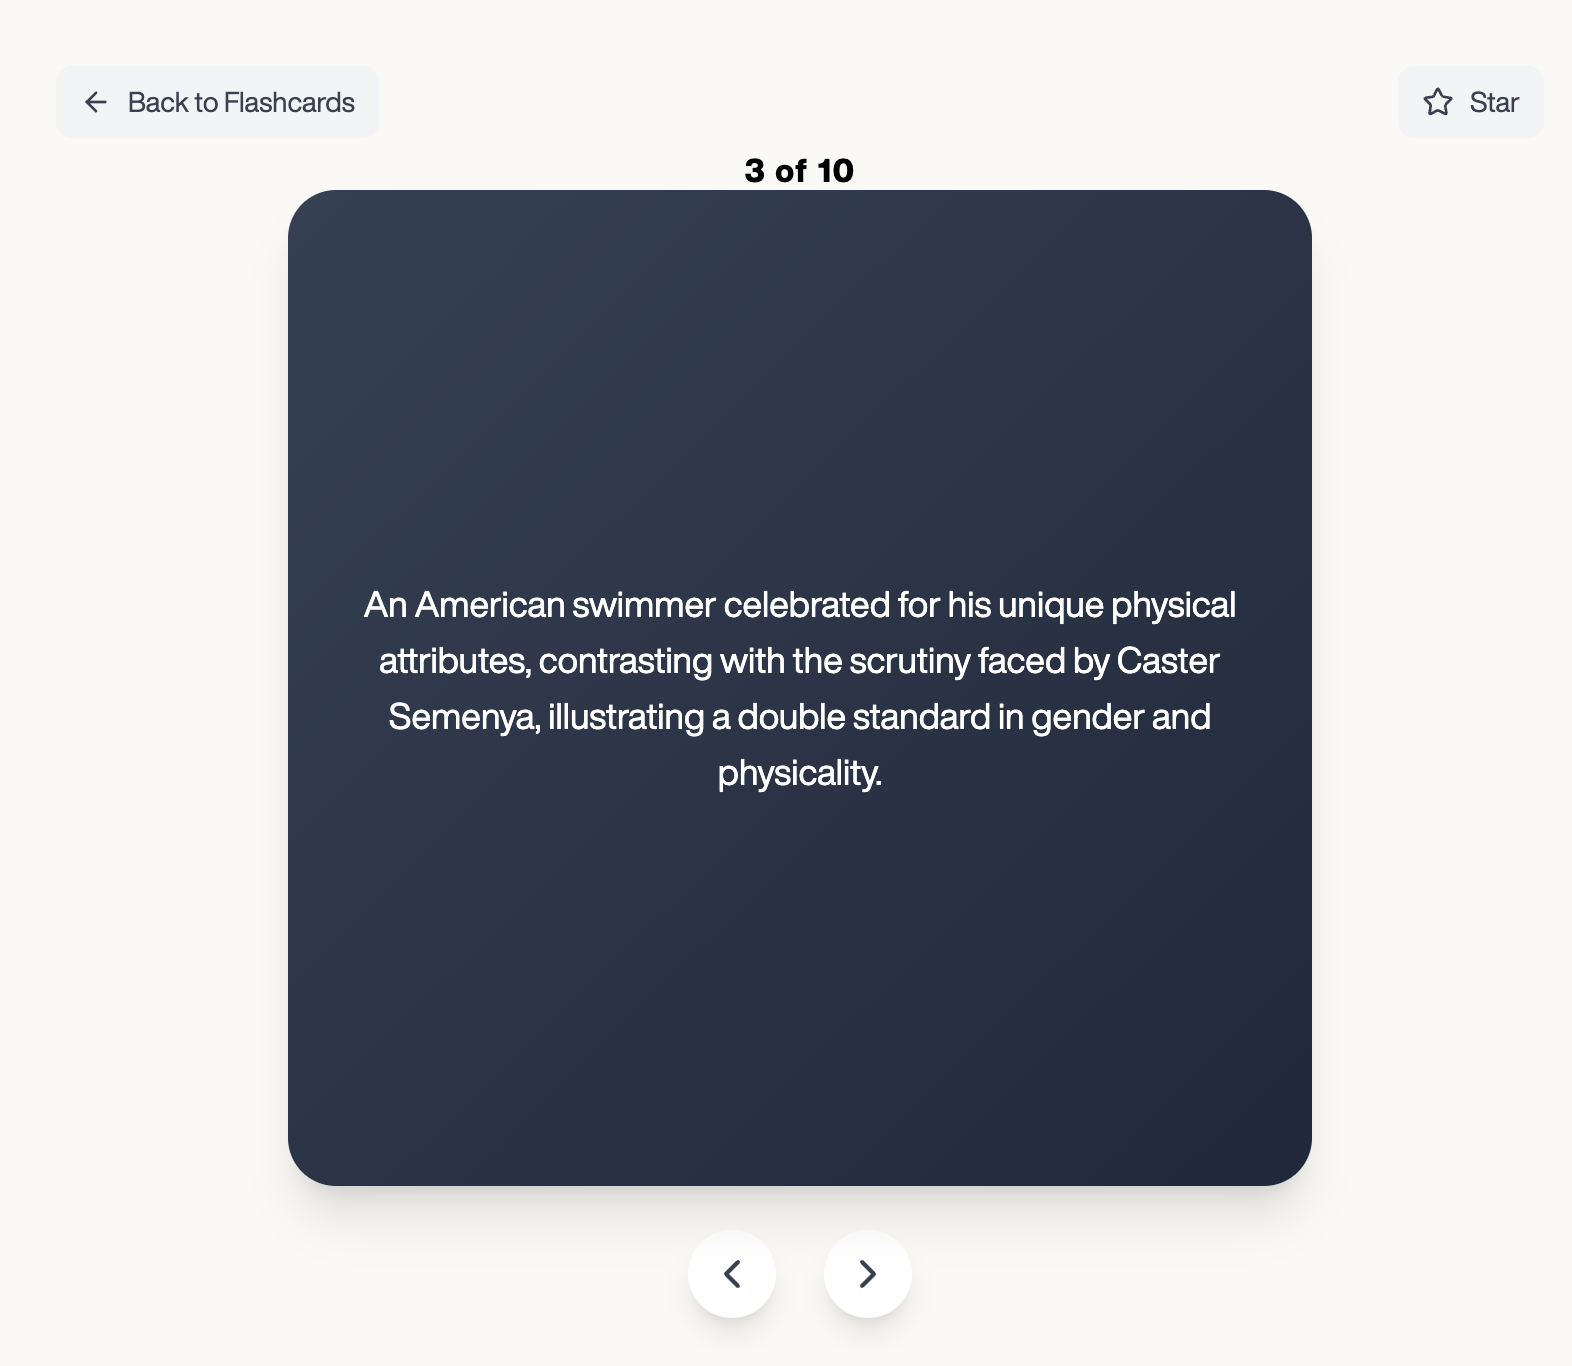 Back to Flashcards
Star
3 of 10
An American swimmer celebrated for his unique physical
attributes, contrasting with the scrutiny faced by Caster
Semenya, illustrating a double standard in gender and
physicality.